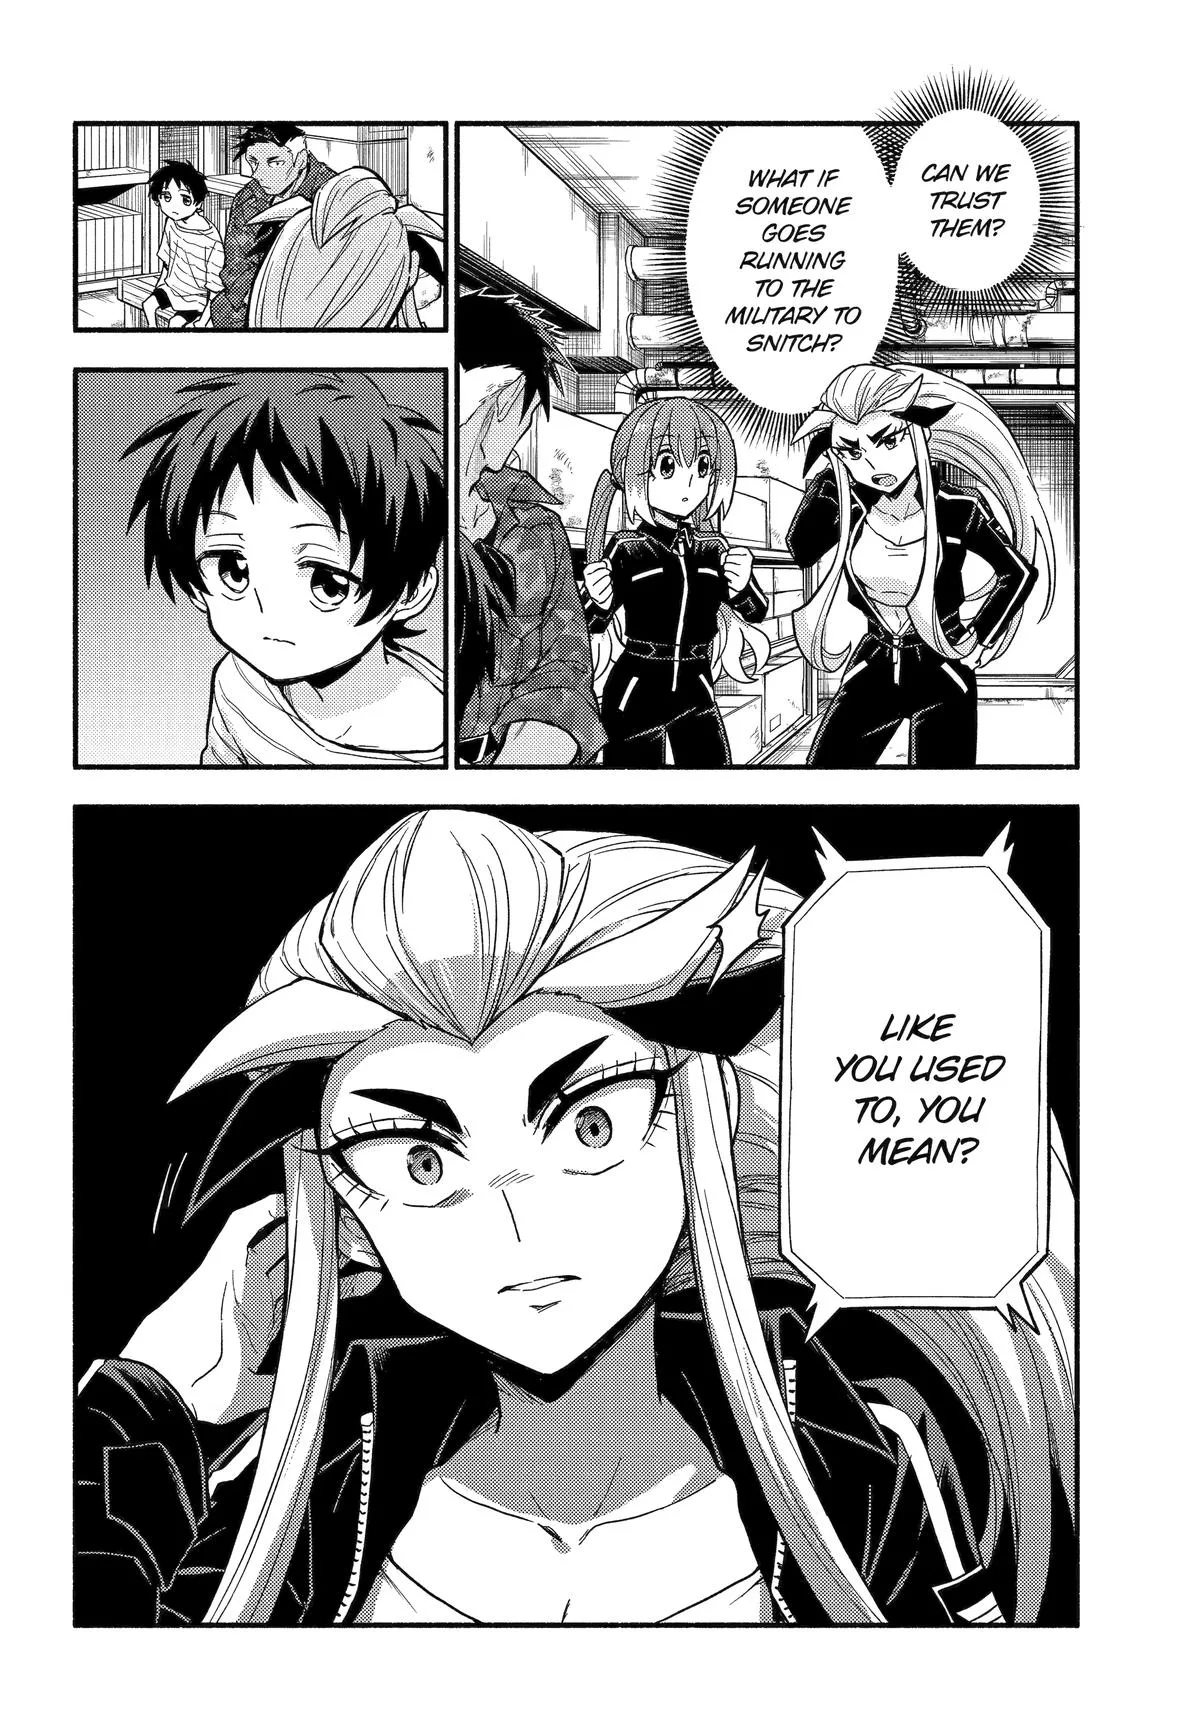 CAN WE
TRUST
THEM?
WHAT IF
SOMEONE
GOES
RUNNING
TO THE
MILITARY TO
SNITCH?
LIKE
YOU USED
TO, YOU
MEAN?